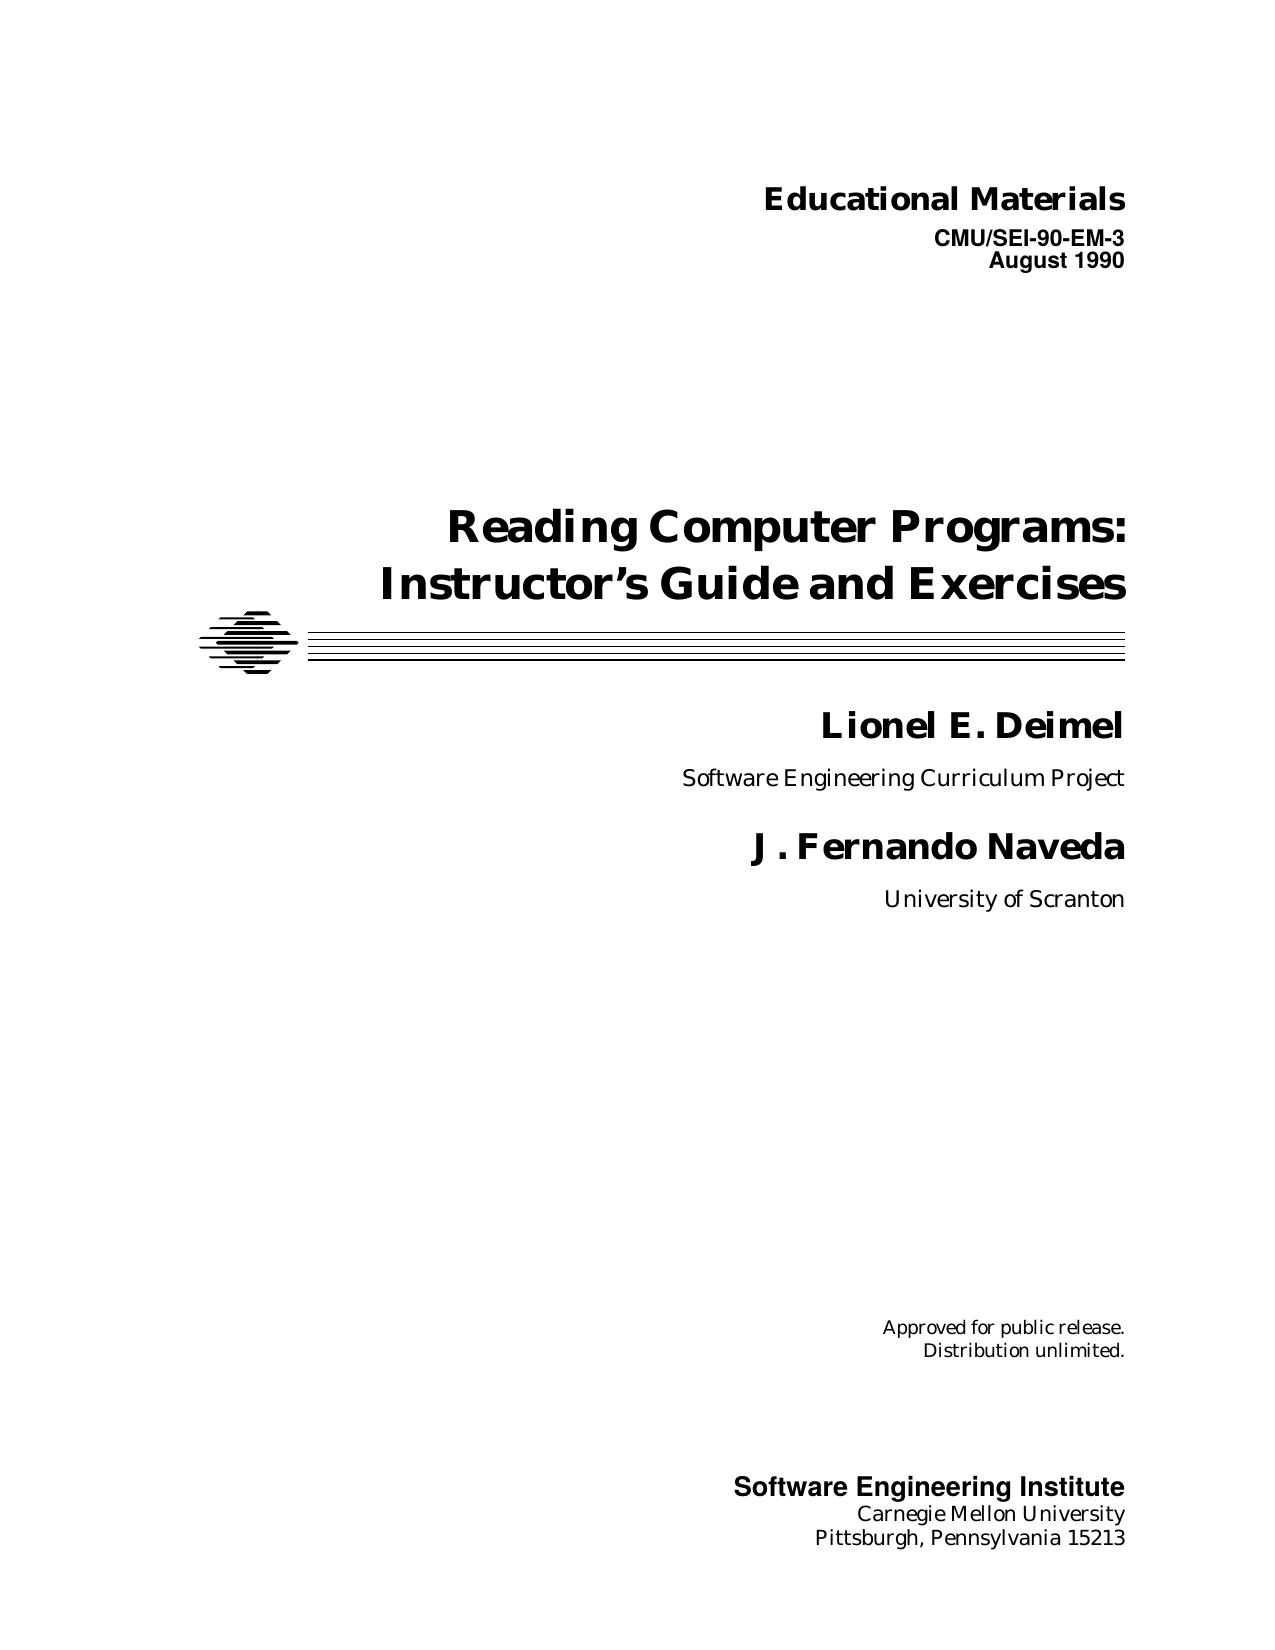 Educational Materials
CMU/SEI-90-EM-3
August 1990
Reading Computer Programs:
Instructor’s Guide and Exercises
Lionel E. Deimel
Software Engineering Curriculum Project
J. Fernando Naveda
University of Scranton
Approved for public release.
Distribution unlimited.
Software Engineering Institute
Carnegie Mellon University
Pittsburgh, Pennsylvania 15213